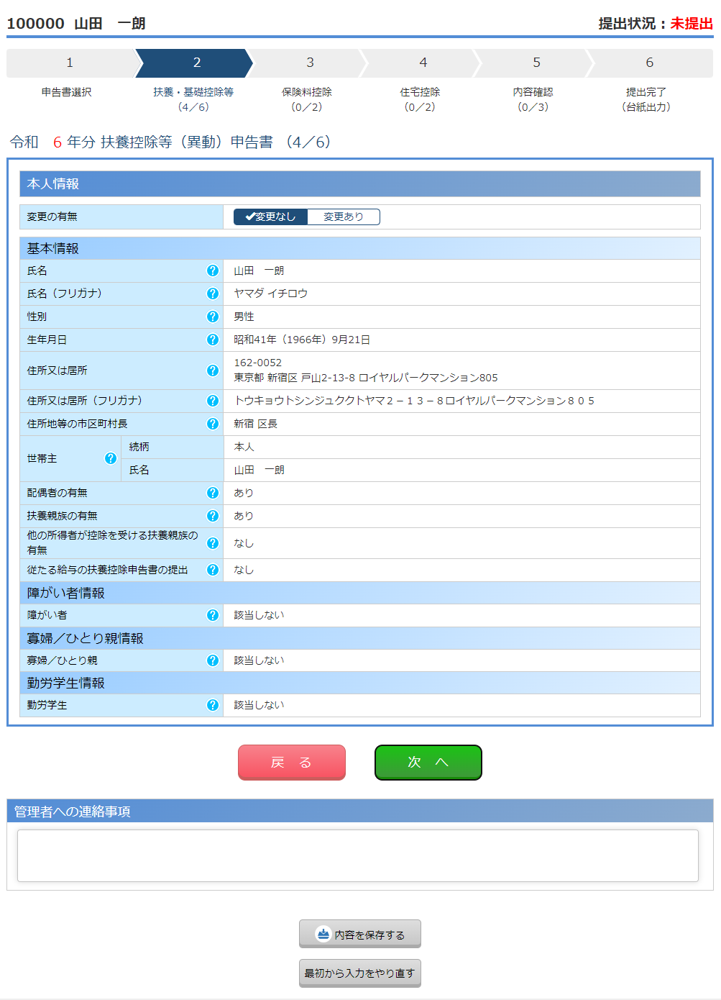 100000 山田　一朗
提出状況：未提出
1
2
3
4
5
6
申告書選択
扶養・基礎控除等
（4／6）
保険料控除
（0／2）
住宅控除
（0／2）
内容確認
（0／3）
提出完了
（台紙出力）
令和　6 年分 扶養控除等（異動）申告書 （4／6）
本人情報
変更の有無
変更なし
変更あり
基本情報
氏名
?
山田　一朗
氏名（フリガナ）
?
ヤマダ イチロウ
性別
?
男性
生年月日
?
昭和41年（1966年）9月21日
住所又は居所
?
162-0052
東京都 新宿区 戸山2-13-8 ロイヤルパークマンション805
住所又は居所（フリガナ）
?
トウキョウトシンジュククトヤマ２－１３－８ロイヤルパークマンション８０５
住所地等の市区町村長
?
新宿 区長
世帯主
?
続柄
本人
氏名
山田　一朗
配偶者の有無
?
あり
扶養親族の有無
?
あり
他の所得者が控除を受ける扶養親族の
有無
?
なし
従たる給与の扶養控除申告書の提出
?
なし
障がい者情報
障がい者
?
該当しない
寡婦／ひとり親情報
寡婦／ひとり親
?
該当しない
勤労学生情報
勤労学生
?
該当しない
戻　る
次　へ
管理者への連絡事項
内容を保存する
最初から入力をやり直す